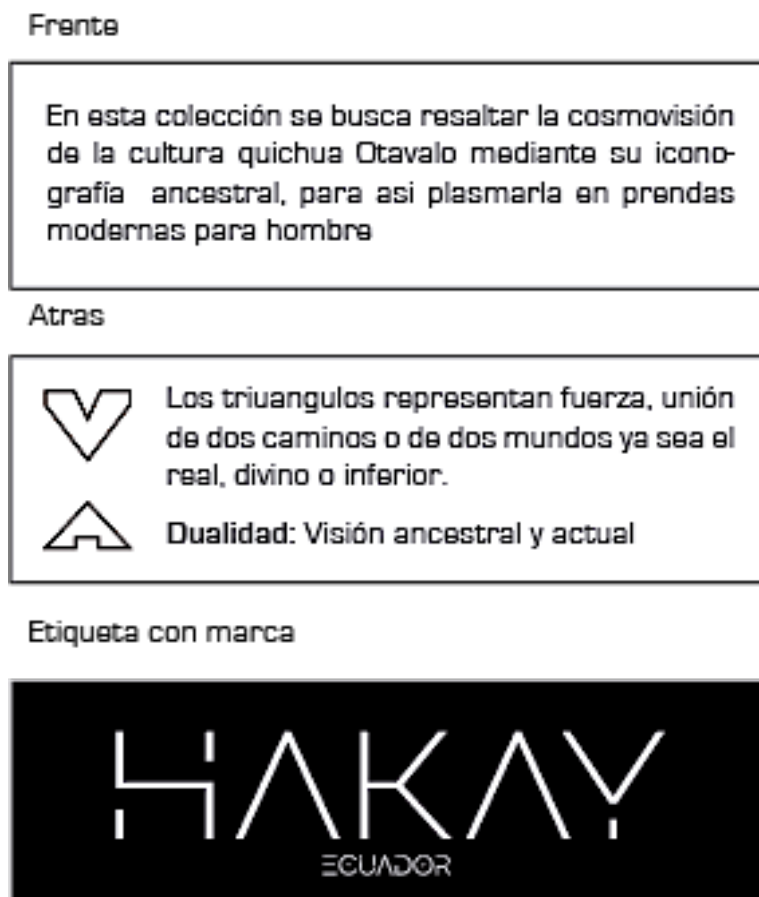 Frente
En esta colección se busca resaltar la cosmovisión
de la cultura quichua Otavalo mediante su icono-
grafía ancestral, para asi plasmarla en prendas
modernas para hombre
Atras
Los triuangulos representan fuerza, unión
de dos caminos o de dos mundos ya sea el
real, divino o inferior.
Dualidad: Visión ancestral y actual
Etiqueta con marca
HAKAY
ECUADOR